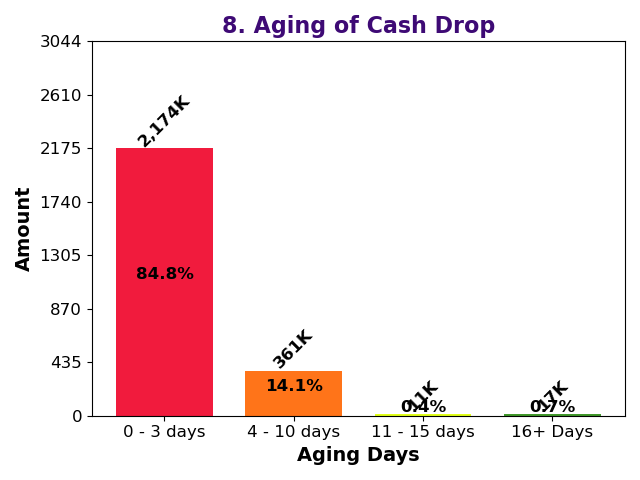 8. Aging of Cash Drop
3044
2610
2175
1740
1305
870
435
0
Amount
2,174K
84.8%
361K
14.1%
11K
0.4%
17K
0.7%
0 - 3 days
4 - 10 days
11 - 15 days
16+ Days
Aging Days